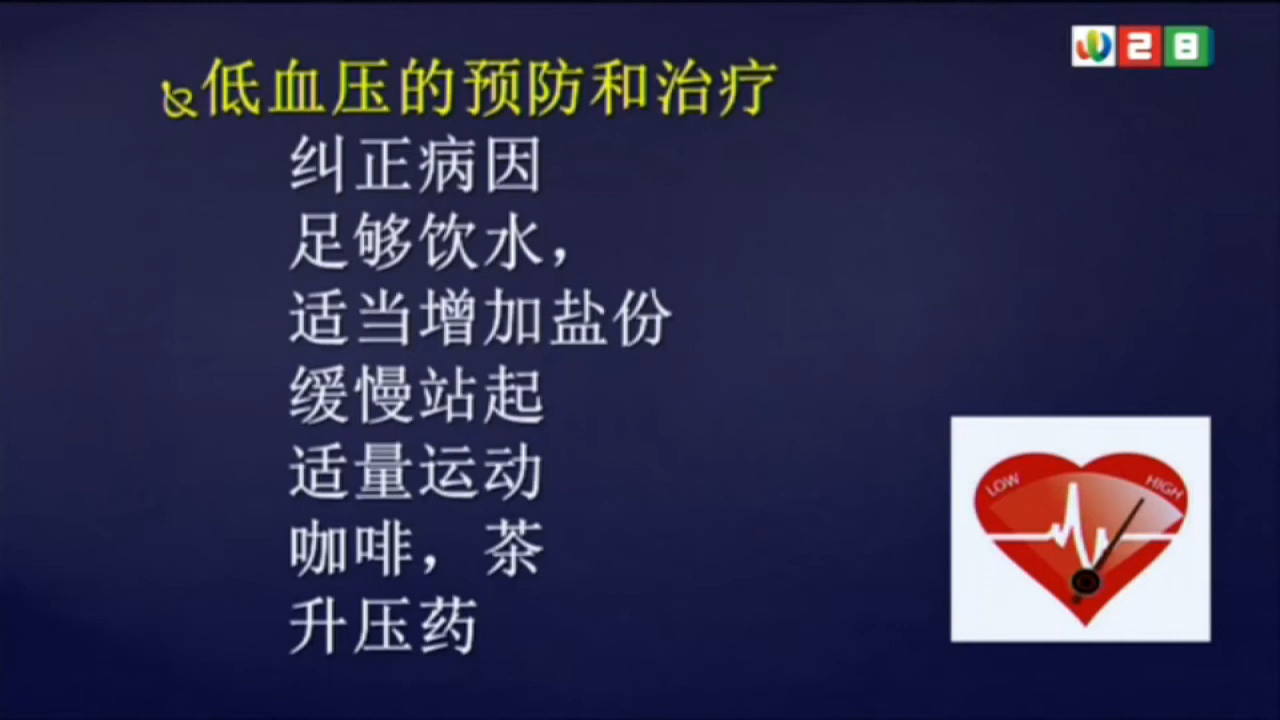 28
低血压的预防和治疗
纠正病因
足够饮水，
适当增加盐份
缓慢站起
适量运动
咖啡，茶
升压药
LOW
HIGH